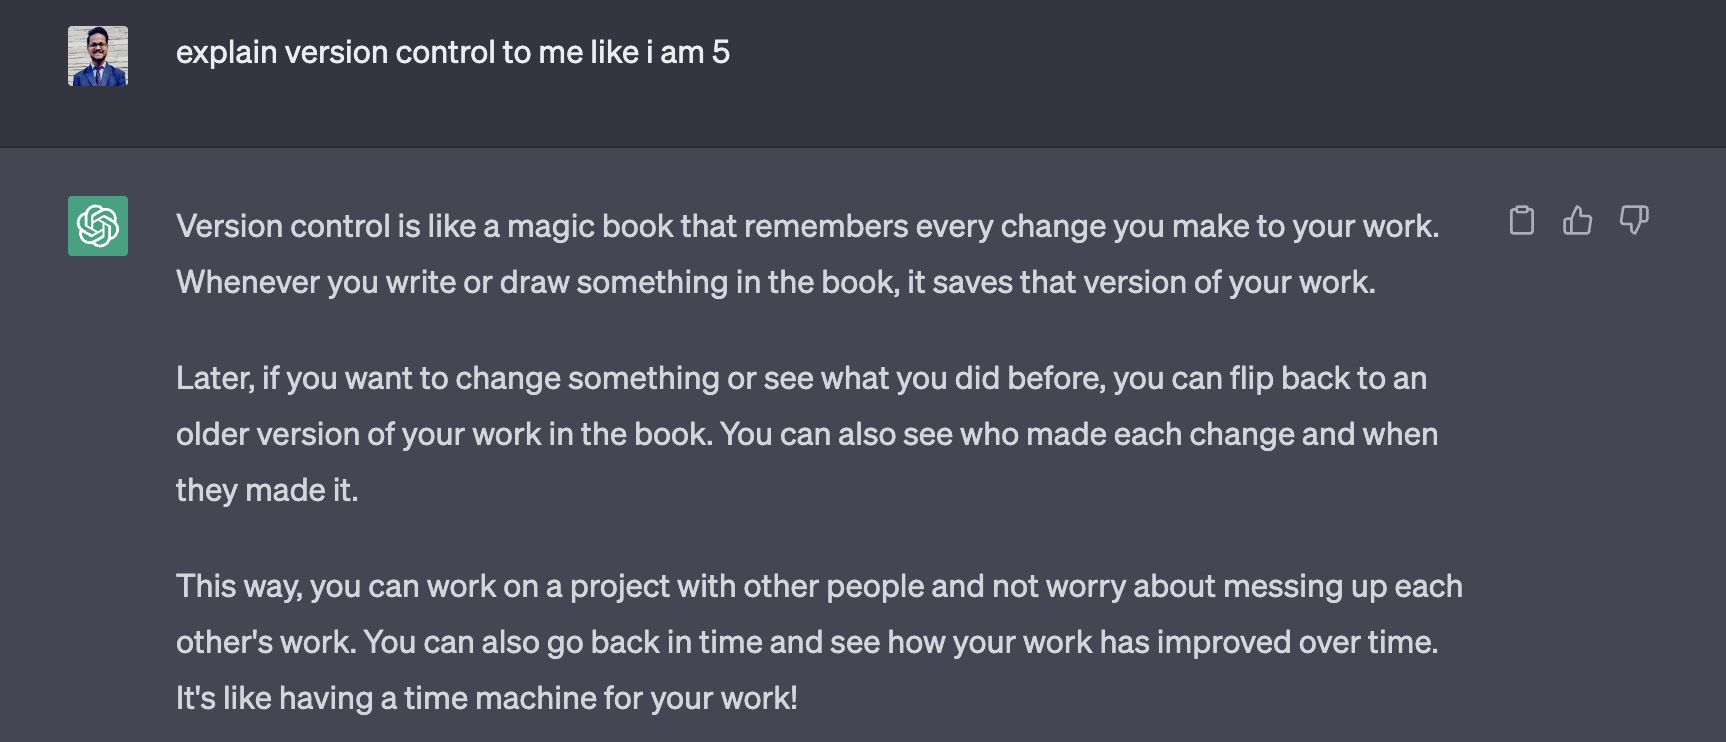 explain version control to me like i am 5
Version control is like a magic book that remembers every change you make to your work.
Whenever you write or draw something in the book, it saves that version of your work.
Later, if you want to change something or see what you did before, you can flip back to an
older version of your work in the book. You can also see who made each change and when
they made it.
This way, you can work on a project with other people and not worry about messing up each
other's work. You can also go back in time and see how your work has improved over time.
It's like having a time machine for your work!